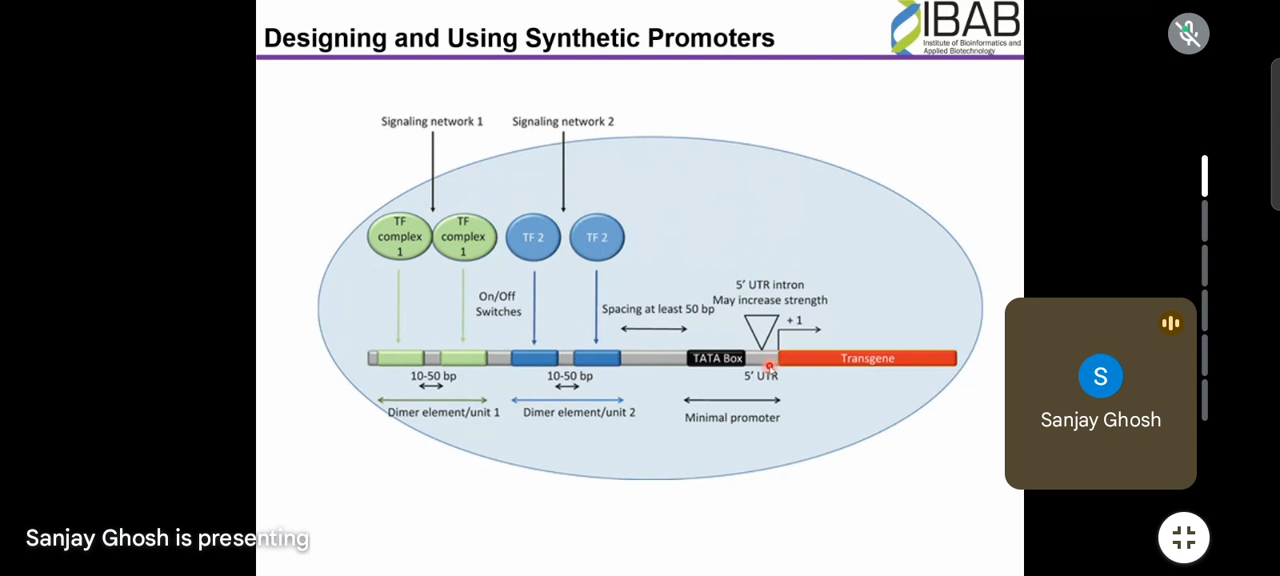 Designing and Using Synthetic Promoters
IBAB
Institute of Bioinformatics and
Applied Biotechnology
Signaling network 1
Signaling network 2
TF
complex
1
TF
complex
1
TF 2
TF 2
On/Off
Switches
Spacing at least 50 bp
5' UTR intron
May increase strength
+ 1
TATA Box
Transgene
10-50 bp
10-50 bp
5' UTR
Dimer element/unit 1
Dimer element/unit 2
Minimal promoter
S
Sanjay Ghosh
Sanjay Ghosh is presenting